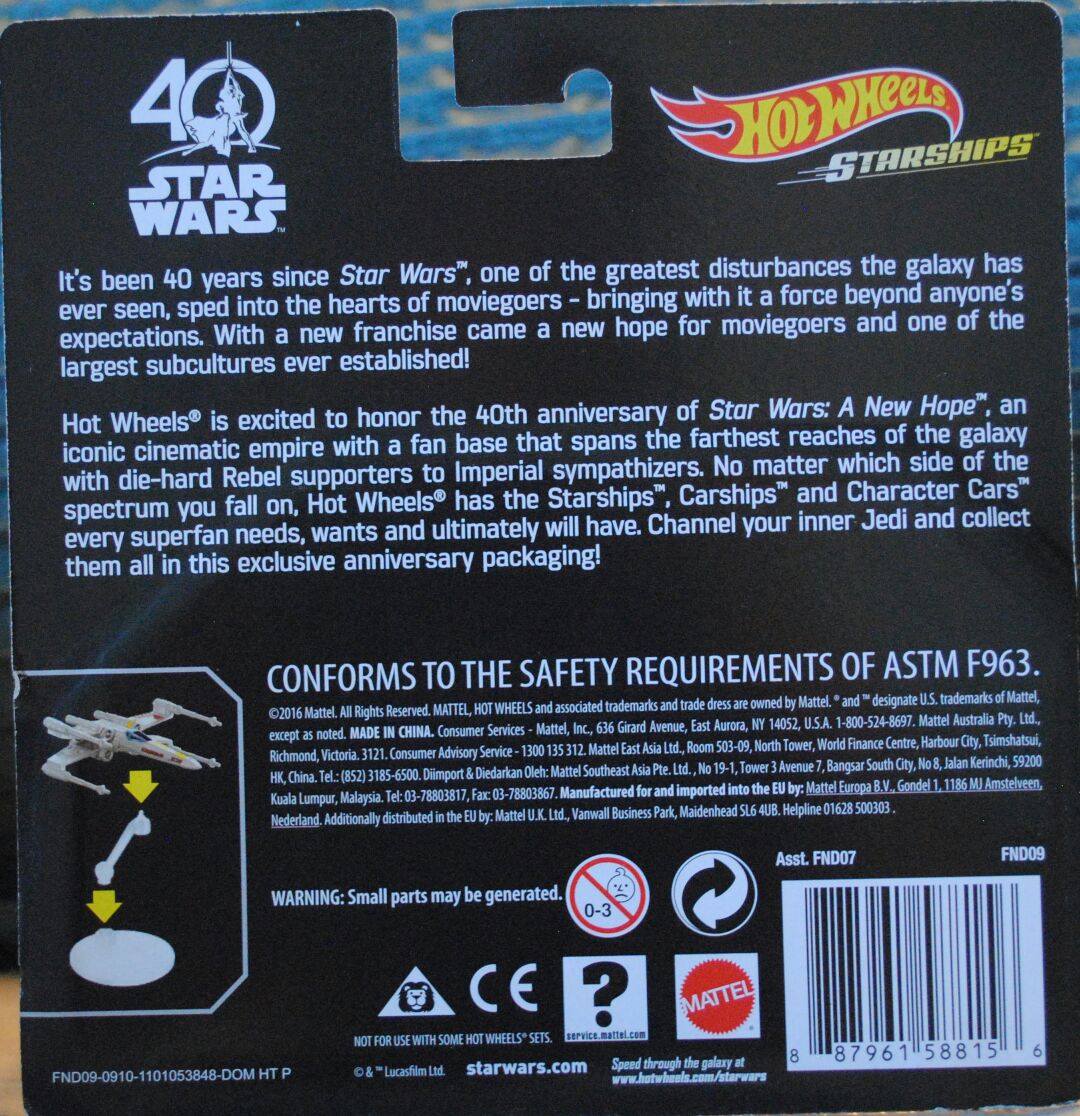 40
STAR
WARS™
HOT WHEELS
STARSHIPS™
It's been 40 years since Star Wars™, one of the greatest disturbances the galaxy has
ever seen, sped into the hearts of moviegoers – bringing with it a force beyond anyone's
expectations. With a new franchise came a new hope for moviegoers and one of the
largest subcultures ever established!
Hot Wheels® is excited to honor the 40th anniversary of Star Wars: A New Hope™, an
iconic cinematic empire with a fan base that spans the farthest reaches of the galaxy
with die-hard Rebel supporters to Imperial sympathizers. No matter which side of the
spectrum you fall on, Hot Wheels® has the Starships™, Carships™ and Character Cars™
every superfan needs, wants and ultimately will have. Channel your inner Jedi and collect
them all in this exclusive anniversary packaging!
CONFORMS TO THE SAFETY REQUIREMENTS OF ASTM F963.
©2016 Mattel. All Rights Reserved. MATTEL, HOT WHEELS and associated trademarks and trade dress are owned by Mattel. ® and ™ designate U.S. trademarks of Mattel,
except as noted. MADE IN CHINA. Consumer Services - Mattel, Inc., 636 Girard Avenue, East Aurora, NY 14052, U.S.A. 1-800-524-8697. Mattel Australia Pty. Ltd.,
Richmond, Victoria. 3121. Consumer Advisory Service - 1300 135 312. Mattel East Asia Ltd., Room 503-09, North Tower, World Finance Centre, Harbour City, Tsimshatsui,
HK, China. Tel.: (852) 3185-6500. Diimport & Diedarkan Oleh: Mattel Southeast Asia Pte. Ltd. , No 19-1, Tower 3 Avenue 7, Bangsar South City, No 8, Jalan Kerinchi, 59200
Kuala Lumpur, Malaysia. Tel: 03-78803817, Fax: 03-78803867. Manufactured for and imported into the EU by: Mattel Europa B.V., Gondel 1, 1186 MJ Amstelveen,
Nederland. Additionally distributed in the EU by: Mattel U.K. Ltd., Vanwall Business Park, Maidenhead SL6 4UB. Helpline 01628 500303 .
Asst. FND07 FND09
WARNING: Small parts may be generated.
0-3
CE
?
service.mattel.com
MATTEL®
NOT FOR USE WITH SOME HOT WHEELS® SETS.
8 87961 58815 6
FND09-0910-1101053848-DOM HT P
© & ™ Lucasfilm Ltd.
starwars.com
Speed through the galaxy at
www.hotwheels.com/starwars